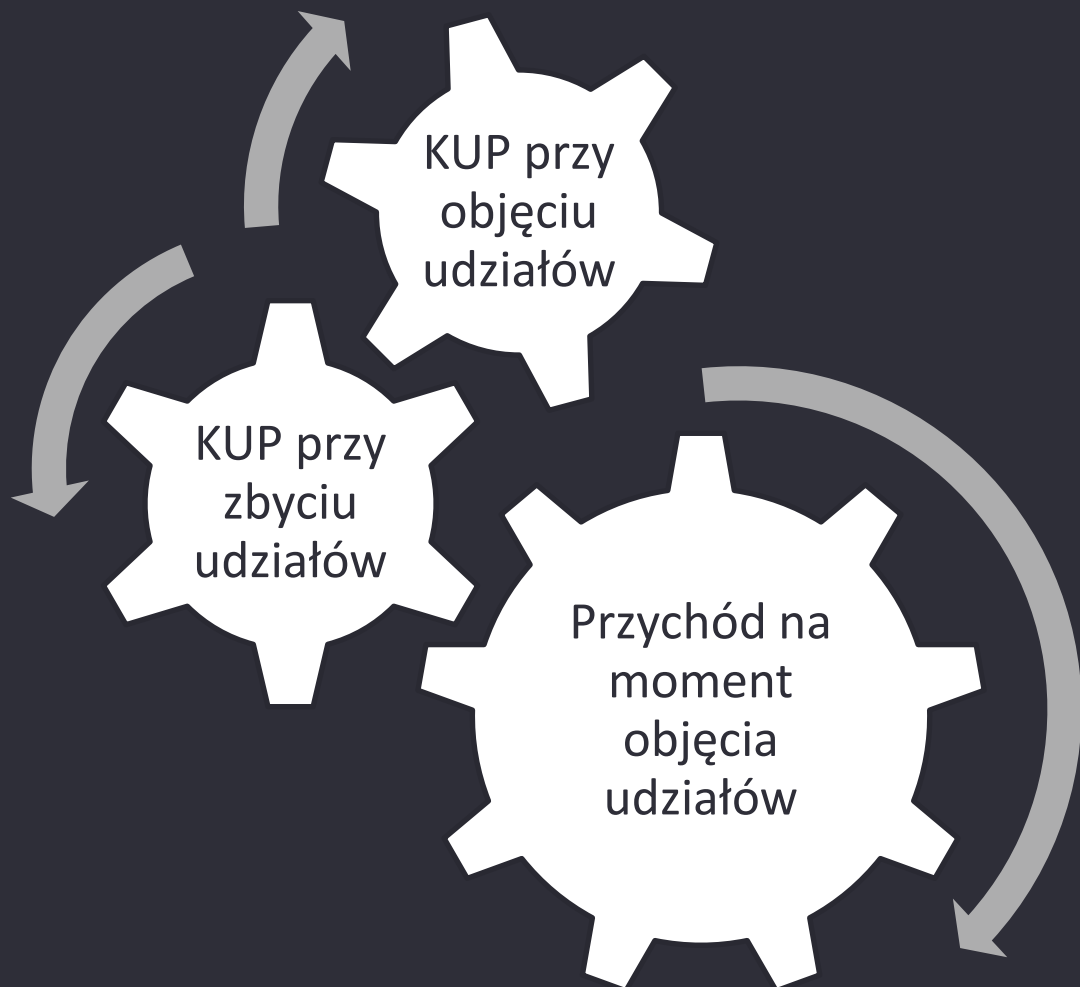 KUP przy
objęciu
udziałów
KUP przy
zbyciu
udziałów
Przychód na
moment
objęcia
udziałów